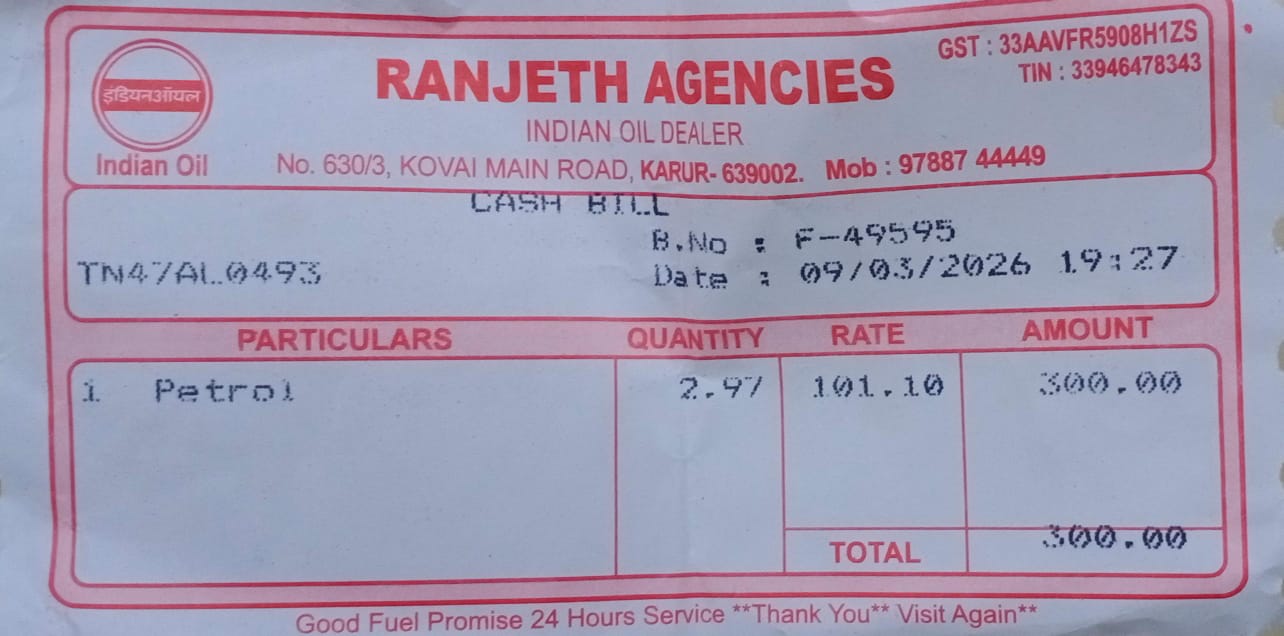 GST : 33AAVFR5908H1ZS
TIN : 33946478343
इंडियनऑयल
Indian Oil
RANJETH AGENCIES
INDIAN OIL DEALER
No. 630/3, KOVAI MAIN ROAD, KARUR- 639002. Mob : 97887 44449
CASH BILL
B.No : F-49595
TN47AL0493 Date : 09/03/2026 19:27
PARTICULARS QUANTITY RATE AMOUNT
1 Petrol 2.97 101.10 300.00
TOTAL 300.00
Good Fuel Promise 24 Hours Service **Thank You** Visit Again**